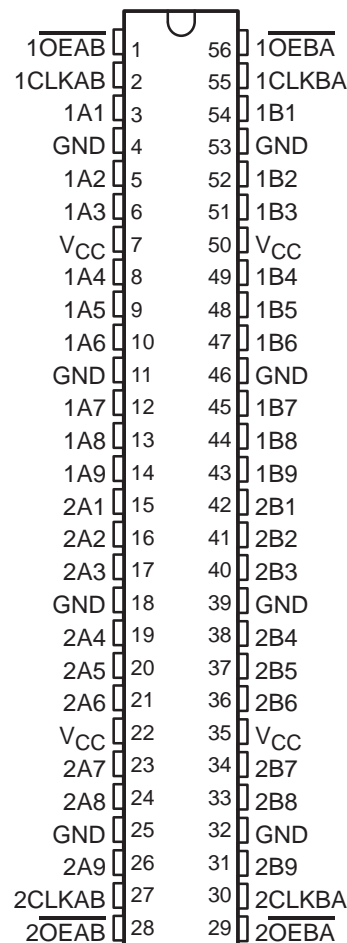 1OEAB 1 56 1OEBA
1CLKAB 2 55 1CLKBA
1A1 3 54 1B1
GND 4 53 GND
1A2 5 52 1B2
1A3 6 51 1B3
VCC 7 50 VCC
1A4 8 49 1B4
1A5 9 48 1B5
1A6 10 47 1B6
GND 11 46 GND
1A7 12 45 1B7
1A8 13 44 1B8
1A9 14 43 1B9
2A1 15 42 2B1
2A2 16 41 2B2
2A3 17 40 2B3
GND 18 39 GND
2A4 19 38 2B4
2A5 20 37 2B5
2A6 21 36 2B6
VCC 22 35 VCC
2A7 23 34 2B7
2A8 24 33 2B8
GND 25 32 GND
2A9 26 31 2B9
2CLKAB 27 30 2CLKBA
2OEAB 28 29 2OEBA